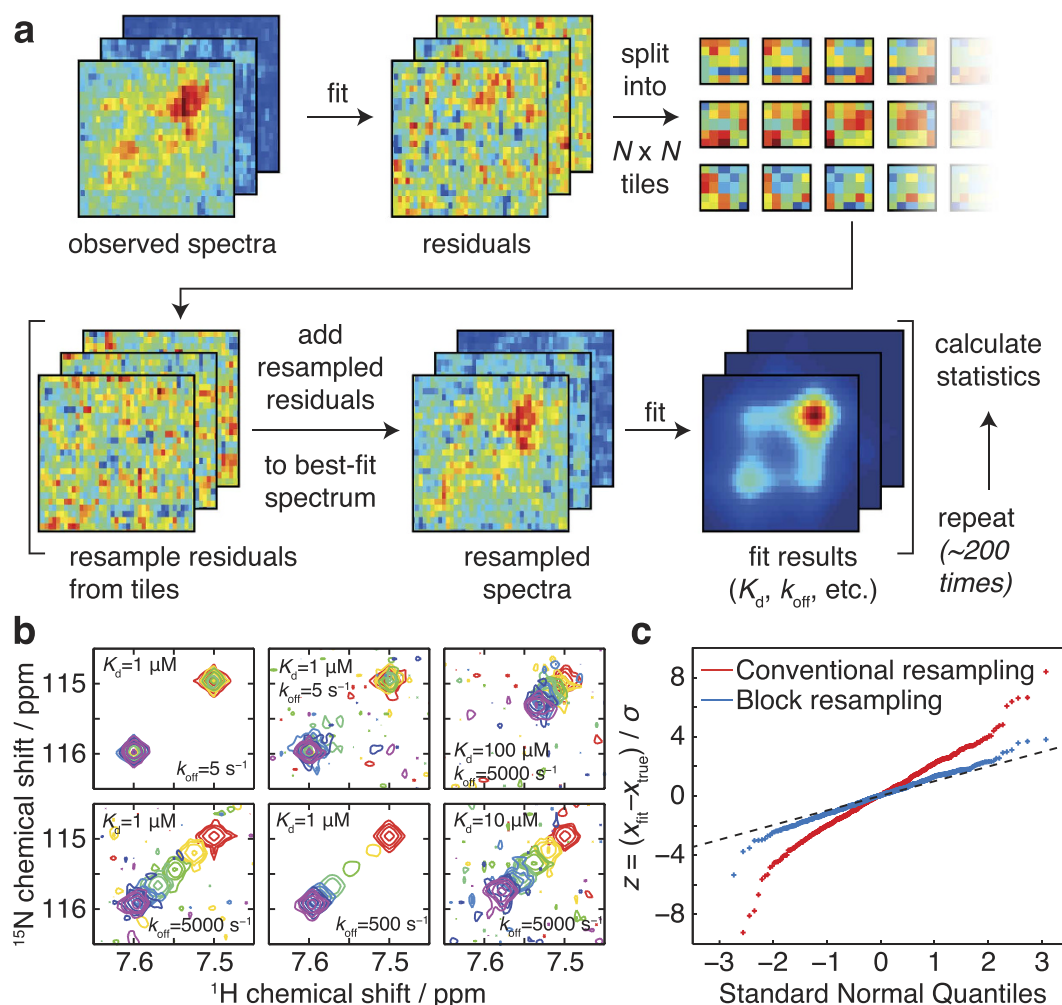 a
observed spectra
fit
residuals
split
into
N x N
tiles
resample residuals
from tiles
add
resampled
residuals
to best-fit
spectrum
resampled
spectra
fit
fit results
(Kd, koff, etc.)
calculate
statistics
repeat
(~200
times)
b
Kd=1 µM
koff=5 s−1
Kd=1 µM
koff=5 s−1
Kd=100 µM
koff=5000 s−1
Kd=1 µM
koff=5000 s−1
Kd=1 µM
koff=500 s−1
Kd=10 µM
koff=5000 s−1
115
116
115
116
15N chemical shift / ppm
7.6 7.5 7.6 7.5 7.6 7.5
1H chemical shift / ppm
c
Conventional resampling
Block resampling
8
4
0
−4
−8
z = (xfit−xtrue) / σ
−3 −2 −1 0 1 2 3
Standard Normal Quantiles